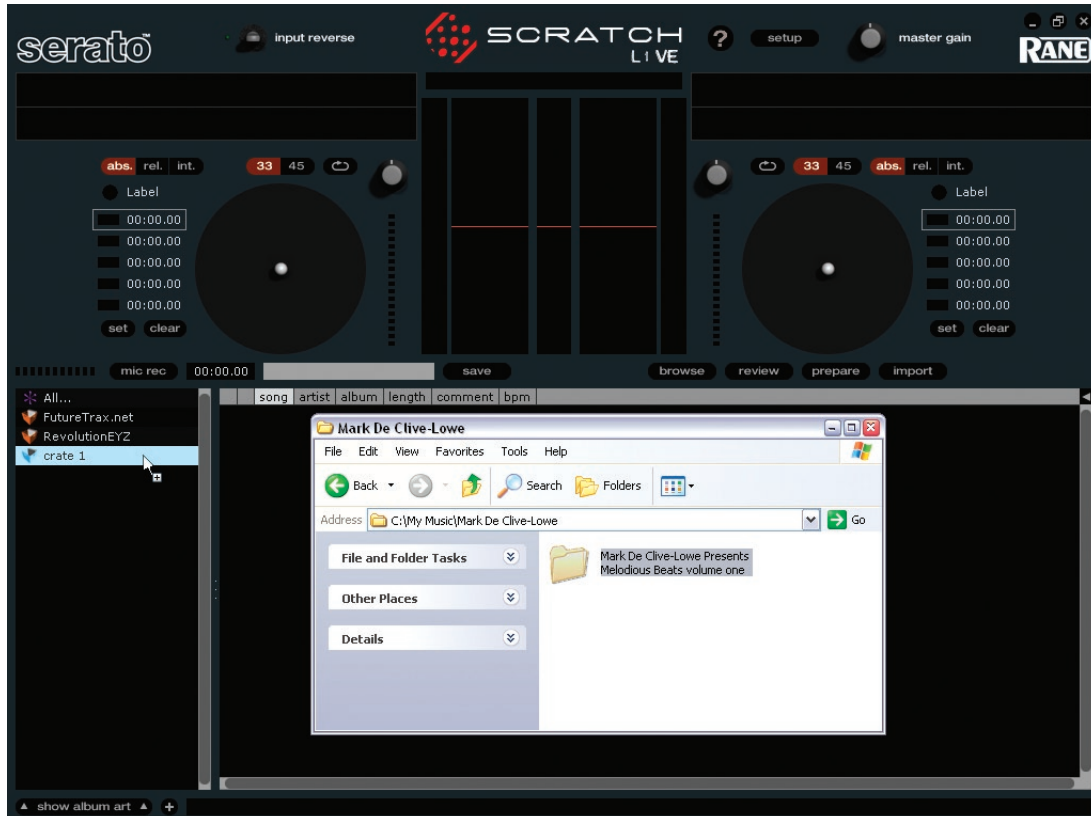 serato
input reverse
SCRATCH
L1VE
?
setup
master gain
RANE
abs. rel. int.
33 45
33 45
abs. rel. int.
Label
Label
00:00.00
00:00.00
00:00.00
00:00.00
00:00.00
00:00.00
00:00.00
00:00.00
00:00.00
00:00.00
set clear
set clear
mic rec 00:00.00 save browse review prepare import
All...
FutureTrax.net
RevolutionEYZ
crate 1
song artist album length comment bpm
Mark De Clive-Lowe
File Edit View Favorites Tools Help
Back Search Folders
Address C:\My Music\Mark De Clive-Lowe Go
File and Folder Tasks
Other Places
Details
Mark De Clive-Lowe Presents
Melodious Beats volume one
show album art +